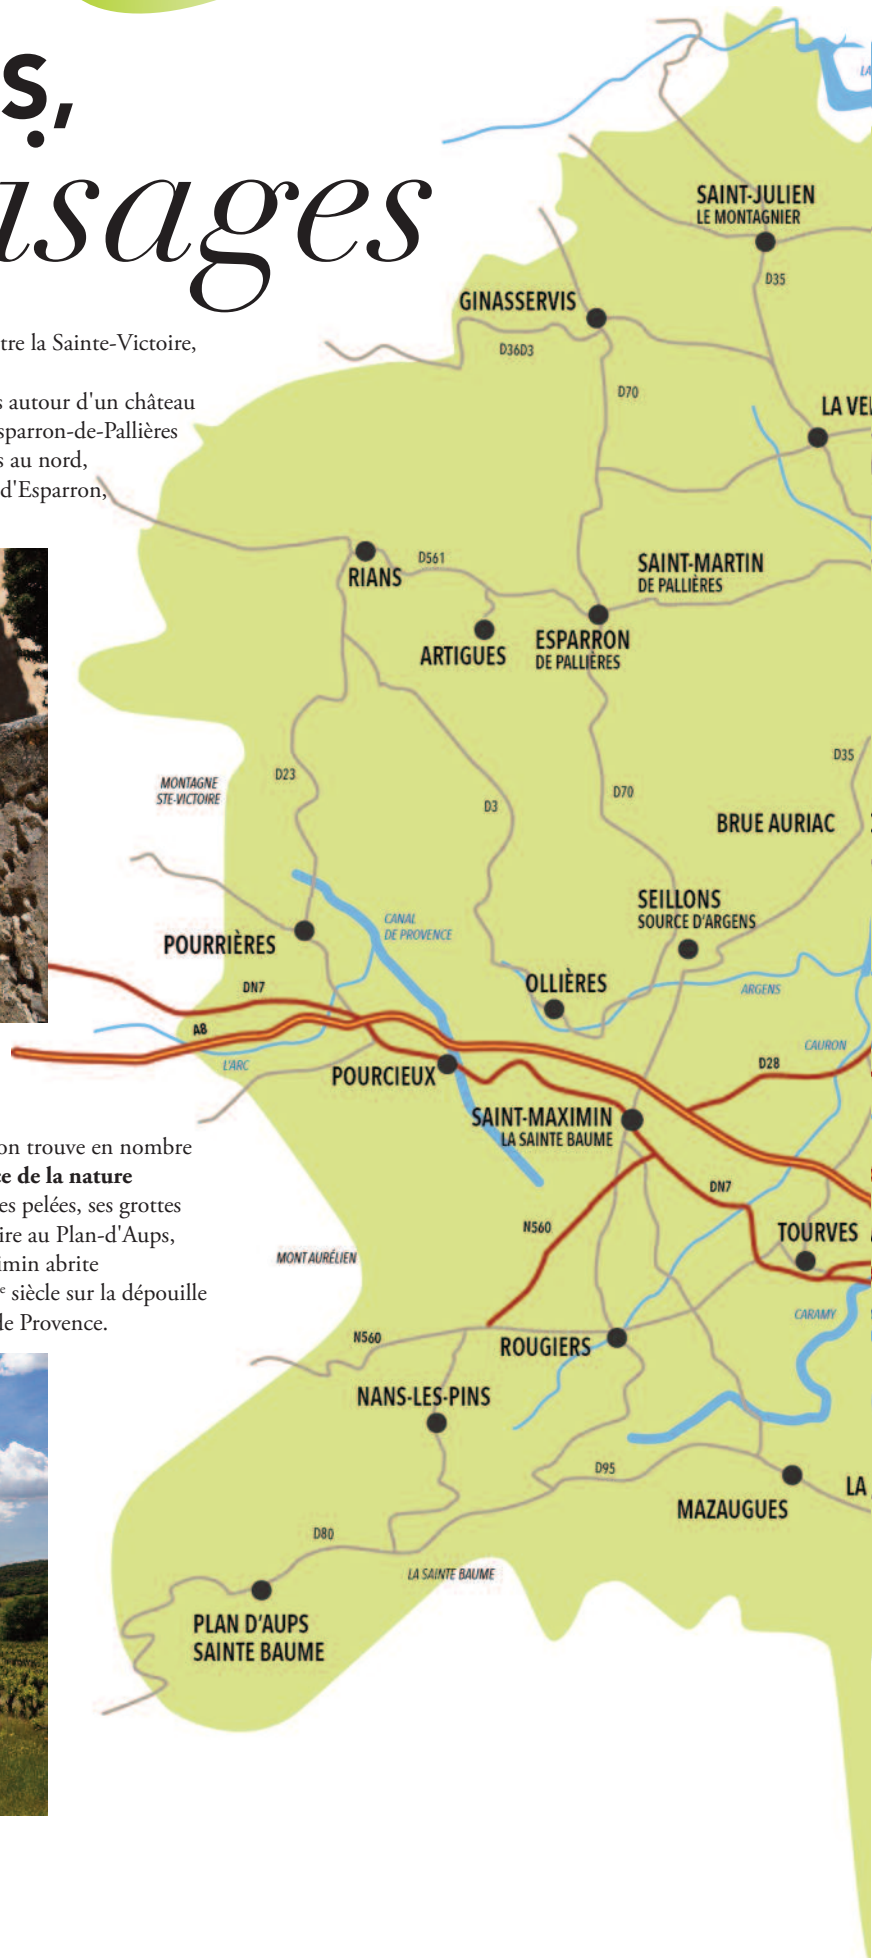 s,
isages
tre la Sainte-Victoire,
s autour d'un château
sparron-de-Pallières
s au nord,
d'Esparron,
on trouve en nombre
ce de la nature
es pelées, ses grottes
ire au Plan-d'Aups,
imin abrite
e siècle sur la dépouille
de Provence.
LA
SAINT-JULIEN
LE MONTAGNIER
D35
GINASSERVIS
D36D3
D70
LA VE
RIANS
D561
SAINT-MARTIN
DE PALLIÈRES
ARTIGUES
ESPARRON
DE PALLIÈRES
D35
MONTAGNE
STE-VICTOIRE
D23
D3
D70
BRUE AURIAC
SEILLONS
SOURCE D'ARGENS
CANAL
DE PROVENCE
POURRIÈRES
OLLIÈRES
ARGENS
DN7
A8
L'ARC
CAURON
D28
POURCIEUX
SAINT-MAXIMIN
LA SAINTE BAUME
DN7
N560
TOURVES
MONT AURÉLIEN
CARAMY
N560
ROUGIERS
NANS-LES-PINS
D95
LA
MAZAUGUES
D80
LA SAINTE BAUME
PLAN D'AUPS
SAINTE BAUME